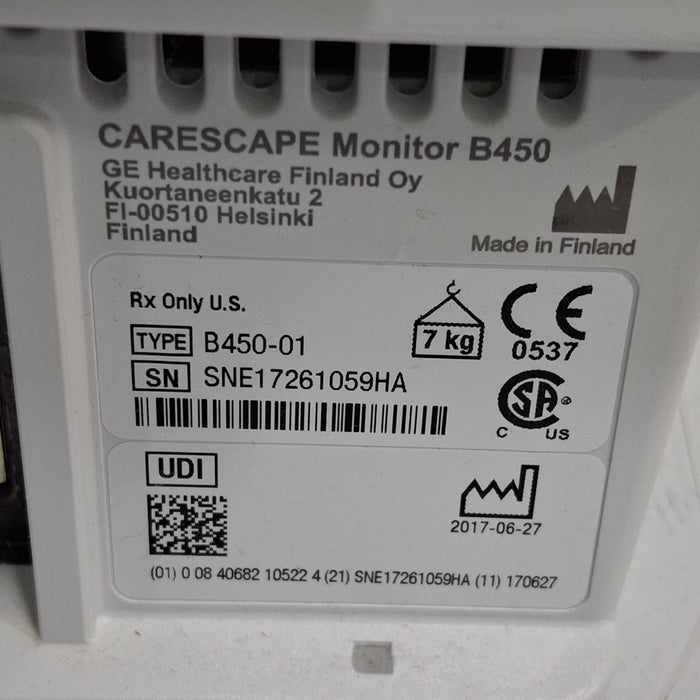 CARESCAPE Monitor B450
GE Healthcare Finland Oy
Kuortaneenkatu 2
FI-00510 Helsinki
Finland
Made in Finland
Rx Only U.S.
TYPE B450-01
SN SNE17261059HA
7 kg
CE
0537
SA ®
C US
UDI
2017-06-27
(01) 0 08 40682 10522 4 (21) SNE17261059HA (11) 170627